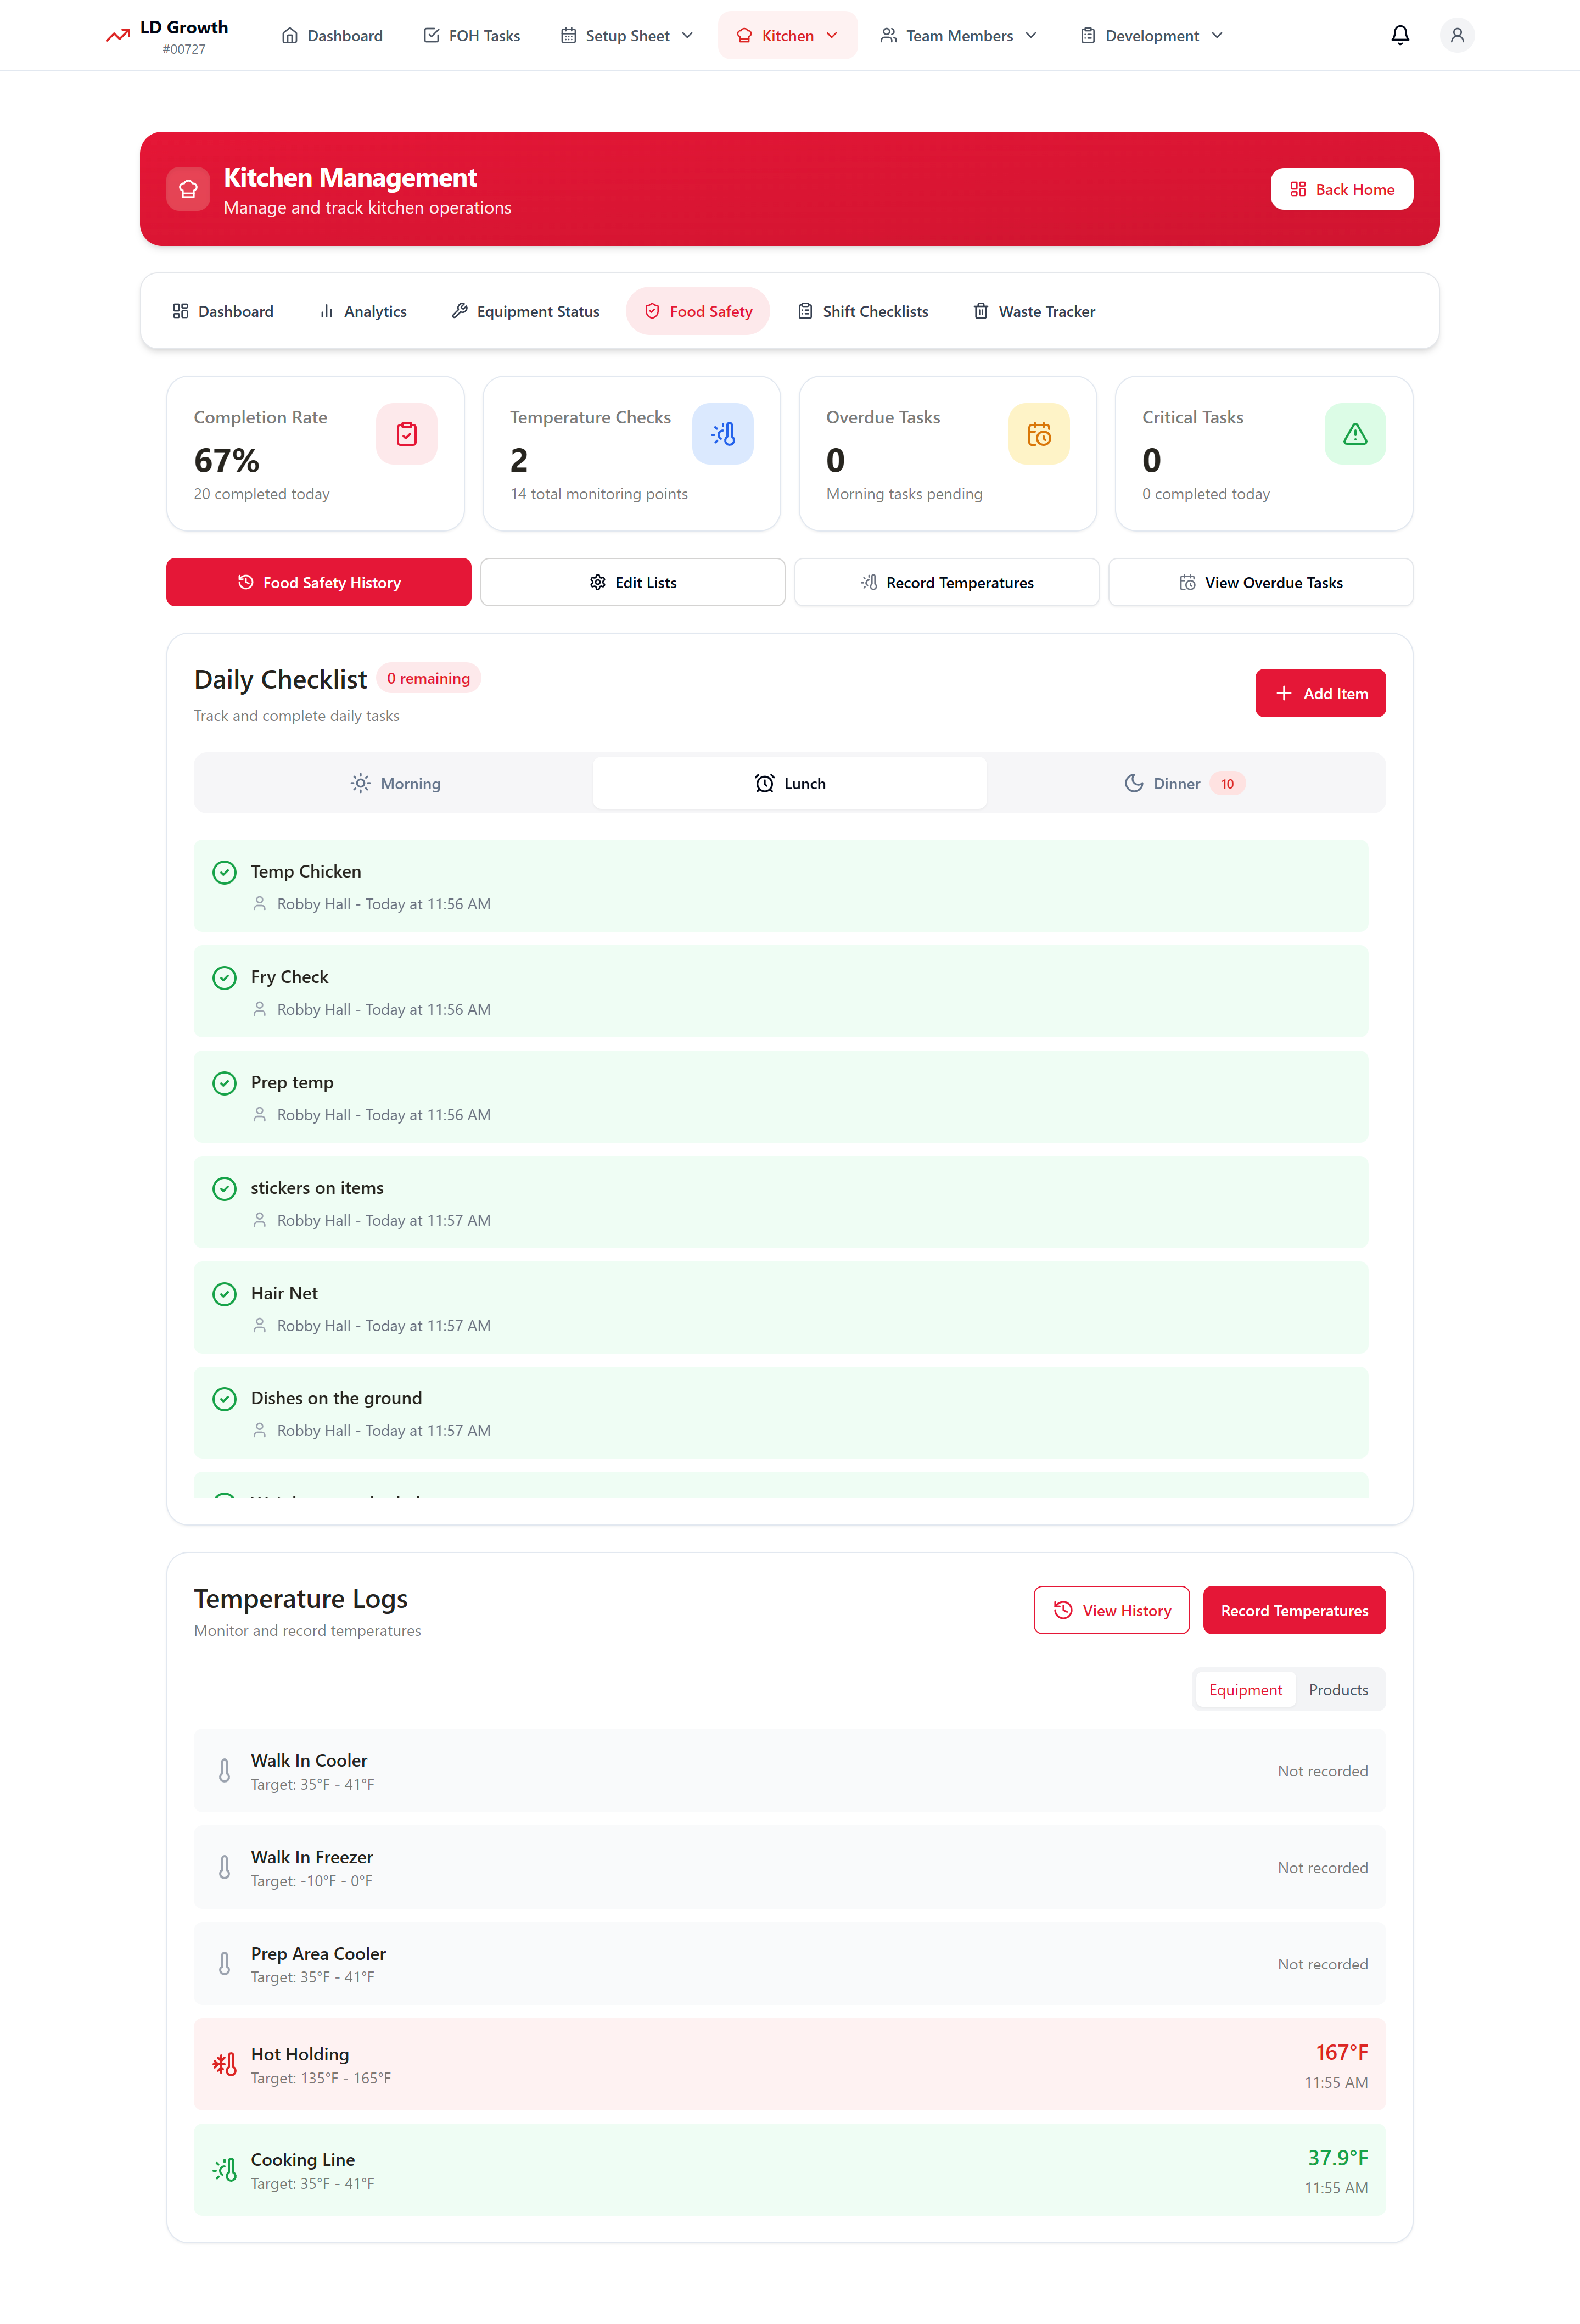 LD Growth
#00727
Dashboard
FOH Tasks
Setup Sheet
Kitchen
Team Members
Development
Kitchen Management
Manage and track kitchen operations
Back Home
Dashboard
Analytics
Equipment Status
Food Safety
Shift Checklists
Waste Tracker
Completion Rate
67%
20 completed today
Temperature Checks
2
14 total monitoring points
Overdue Tasks
0
Morning tasks pending
Critical Tasks
0
0 completed today
Food Safety History
Edit Lists
Record Temperatures
View Overdue Tasks
Daily Checklist
0 remaining
Track and complete daily tasks
Add Item
Morning
Lunch
Dinner
10
Temp Chicken
Robby Hall - Today at 11:56 AM
Fry Check
Robby Hall - Today at 11:56 AM
Prep temp
Robby Hall - Today at 11:56 AM
stickers on items
Robby Hall - Today at 11:57 AM
Hair Net
Robby Hall - Today at 11:57 AM
Dishes on the ground
Robby Hall - Today at 11:57 AM
Temperature Logs
Monitor and record temperatures
View History
Record Temperatures
Equipment
Products
Walk In Cooler
Target: 35°F - 41°F
Not recorded
Walk In Freezer
Target: -10°F - 0°F
Not recorded
Prep Area Cooler
Target: 35°F - 41°F
Not recorded
Hot Holding
Target: 135°F - 165°F
167°F
11:55 AM
Cooking Line
Target: 35°F - 41°F
37.9°F
11:55 AM